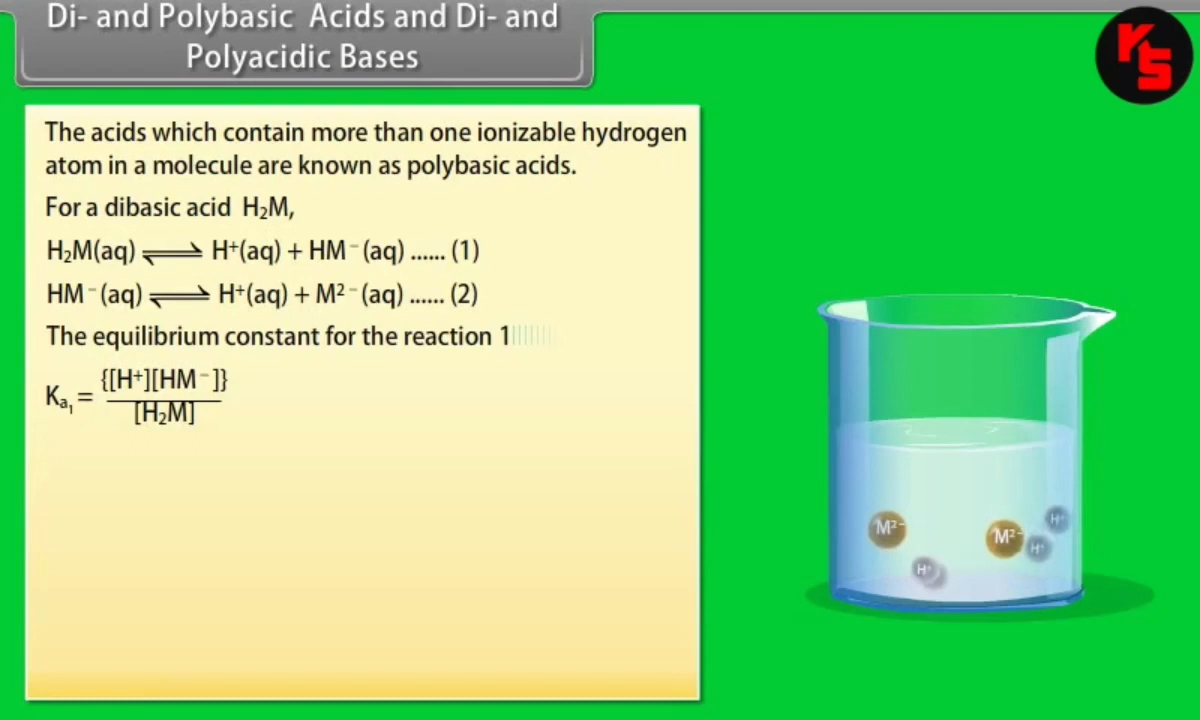 Di- and Polybasic Acids and Di- and
Polyacidic Bases
KS
The acids which contain more than one ionizable hydrogen
atom in a molecule are known as polybasic acids.
For a dibasic acid H₂M,
H₂M(aq) ⇌ H⁺(aq) + HM⁻(aq) ...... (1)
HM⁻(aq) ⇌ H⁺(aq) + M²⁻(aq) ...... (2)
The equilibrium constant for the reaction 1
Kₐ₁ = {[H⁺][HM⁻]}
[H₂M]
M²⁻
M²⁻
H⁺
H⁺
H⁺